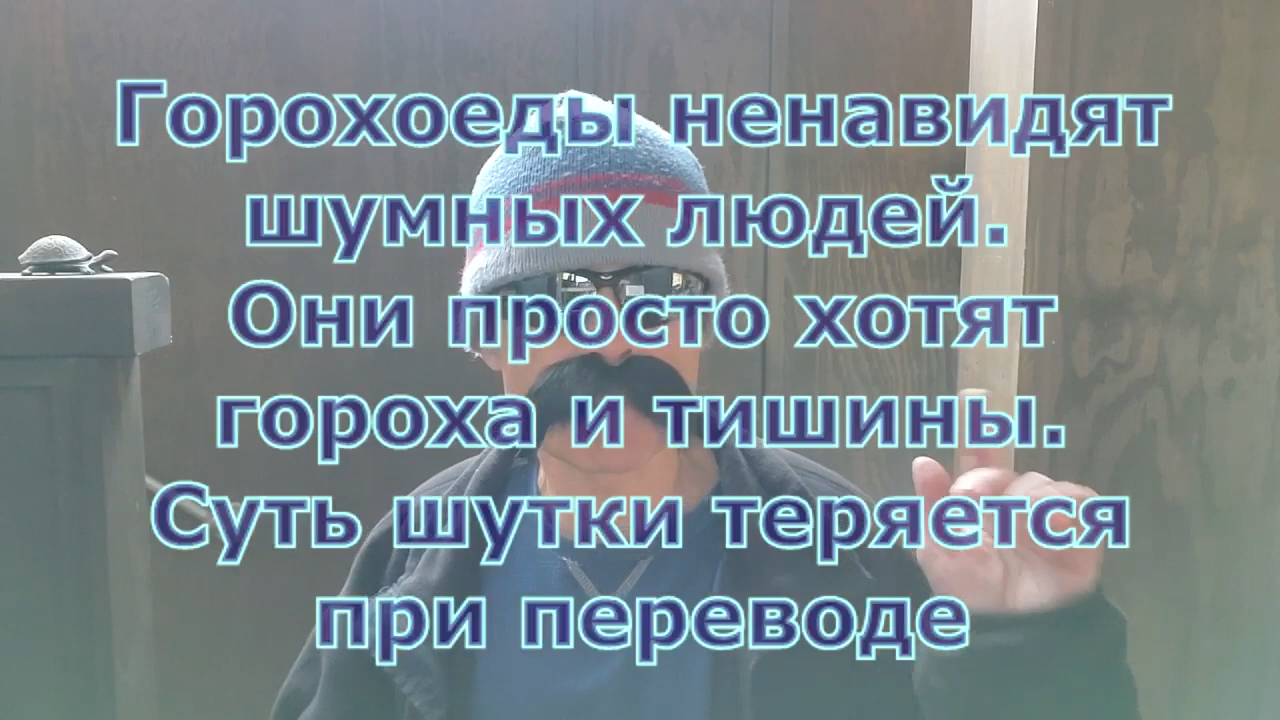 Горохоеды ненавидят
шумных людей.
Они просто хотят
гороха и тишины.
Суть шутки теряется
при переводе